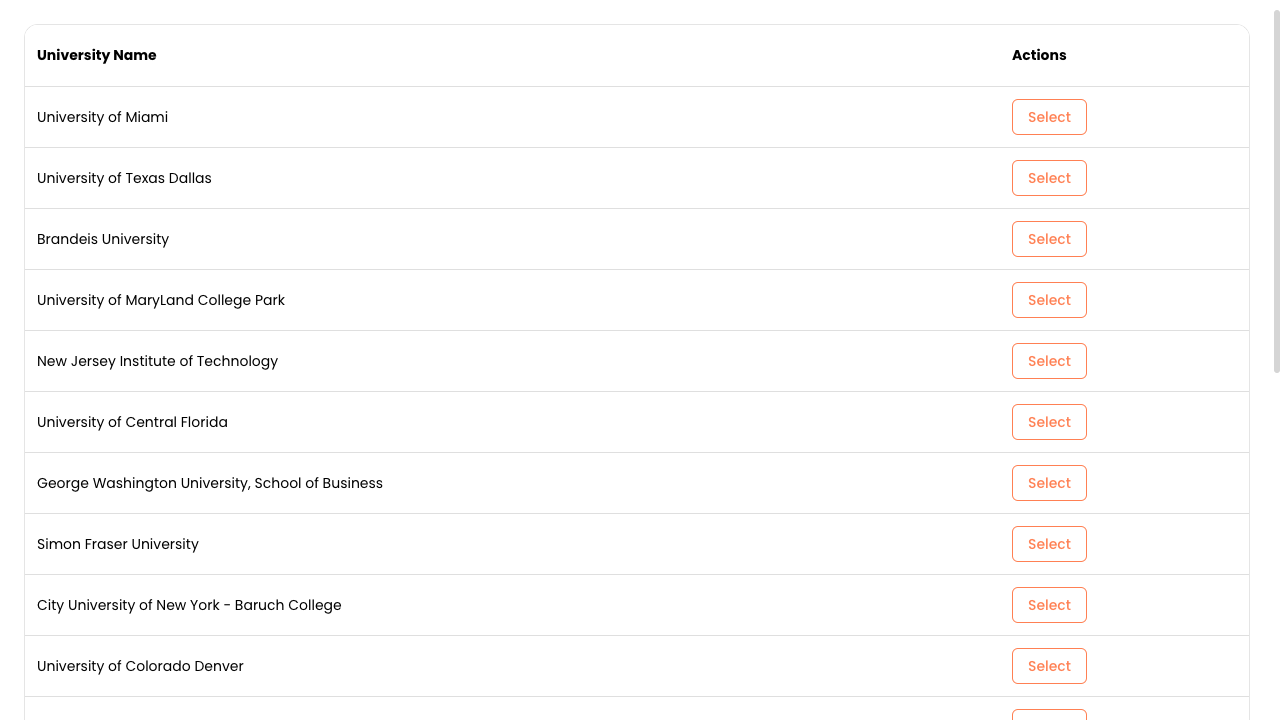 University Name Actions
University of Miami Select
University of Texas Dallas Select
Brandeis University Select
University of MaryLand College Park Select
New Jersey Institute of Technology Select
University of Central Florida Select
George Washington University, School of Business Select
Simon Fraser University Select
City University of New York - Baruch College Select
University of Colorado Denver Select